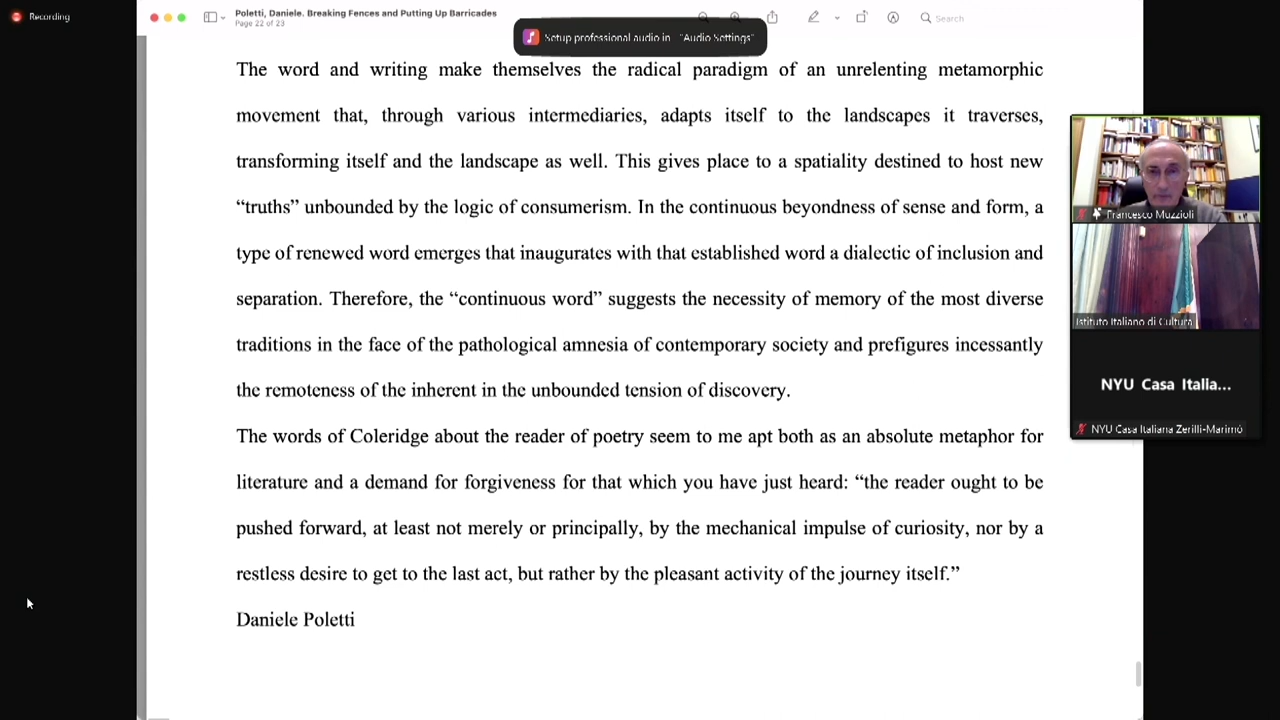 Recording
Poletti, Daniele. Breaking Fences and Putting Up Barricades
Page 22 of 23
Search
Setup professional audio in "Audio Settings"
The word and writing make themselves the radical paradigm of an unrelenting metamorphic
movement that, through various intermediaries, adapts itself to the landscapes it traverses,
transforming itself and the landscape as well. This gives place to a spatiality destined to host new
“truths” unbounded by the logic of consumerism. In the continuous beyondness of sense and form, a
type of renewed word emerges that inaugurates with that established word a dialectic of inclusion and
separation. Therefore, the “continuous word” suggests the necessity of memory of the most diverse
traditions in the face of the pathological amnesia of contemporary society and prefigures incessantly
the remoteness of the inherent in the unbounded tension of discovery.
The words of Coleridge about the reader of poetry seem to me apt both as an absolute metaphor for
literature and a demand for forgiveness for that which you have just heard: “the reader ought to be
pushed forward, at least not merely or principally, by the mechanical impulse of curiosity, nor by a
restless desire to get to the last act, but rather by the pleasant activity of the journey itself.”
Daniele Poletti
Francesco Muzzioli
Istituto Italiano di Cultura
NYU Casa Italia...
NYU Casa Italiana Zerilli-Marimò